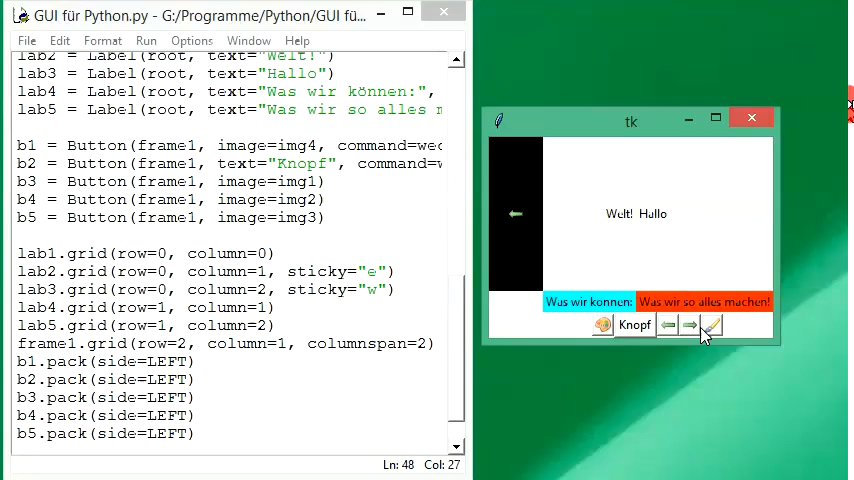 GUI für Python.py - G:/Programme/Python/GUI fü...
File Edit Format Run Options Window Help
lab2 = Label(root, text="Welt!")
lab3 = Label(root, text="Hallo")
lab4 = Label(root, text="Was wir können:",
lab5 = Label(root, text="Was wir so alles m
b1 = Button(frame1, image=img4, command=wec
b2 = Button(frame1, text="Knopf", command=w
b3 = Button(frame1, image=img1)
b4 = Button(frame1, image=img2)
b5 = Button(frame1, image=img3)
lab1.grid(row=0, column=0)
lab2.grid(row=0, column=1, sticky="e")
lab3.grid(row=0, column=2, sticky="w")
lab4.grid(row=1, column=1)
lab5.grid(row=1, column=2)
frame1.grid(row=2, column=1, columnspan=2)
b1.pack(side=LEFT)
b2.pack(side=LEFT)
b3.pack(side=LEFT)
b4.pack(side=LEFT)
b5.pack(side=LEFT)
Ln: 48 Col: 27
tk
Welt! Hallo
Was wir können: Was wir so alles machen!
Knopf